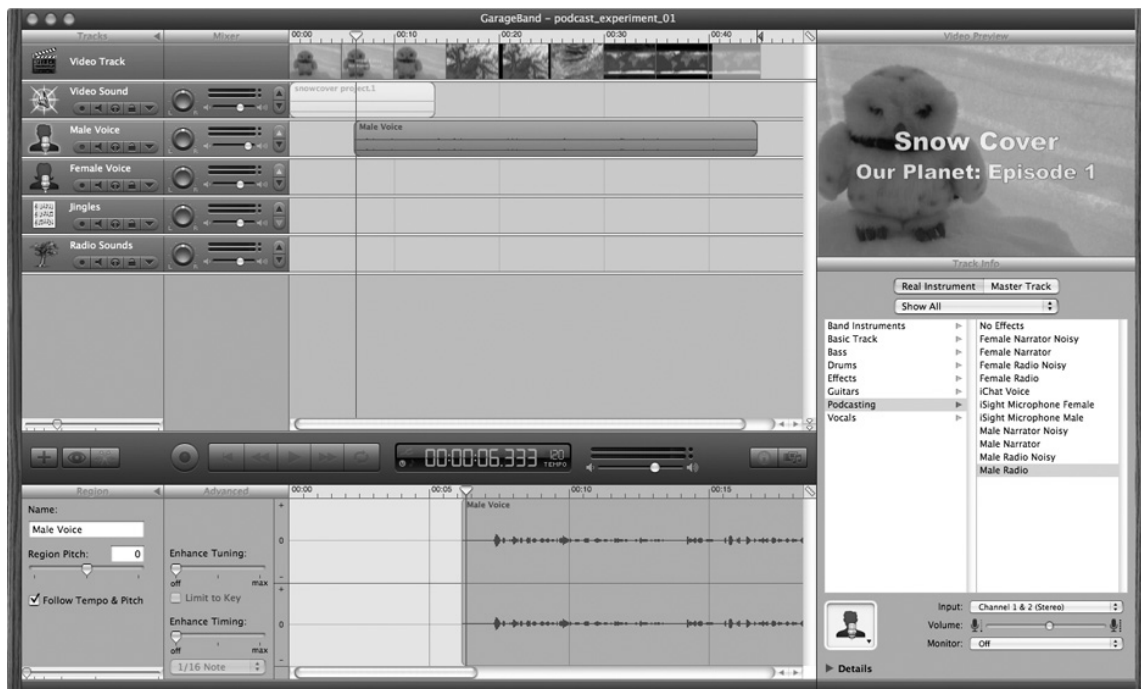 GarageBand – podcast_experiment_01
Tracks
Mixer
00:00
00:10
00:20
00:30
00:40
Video Preview
Video Track
Video Sound
snowcover project.1
Male Voice
Male Voice
Female Voice
Jingles
Radio Sounds
Snow Cover
Our Planet: Episode 1
Track Info
Real Instrument
Master Track
Show All
Band Instruments
Basic Track
Bass
Drums
Effects
Guitars
Podcasting
Vocals
No Effects
Female Narrator Noisy
Female Narrator
Female Radio Noisy
Female Radio
iChat Voice
iSight Microphone Female
iSight Microphone Male
Male Narrator Noisy
Male Narrator
Male Radio Noisy
Male Radio
00:00:06.333
120
TEMPO
Region
Advanced
00:00
00:05
00:10
00:15
Name:
Male Voice
Region Pitch: 0
Follow Tempo & Pitch
Enhance Tuning:
off max
Limit to Key
Enhance Timing:
off max
1/16 Note
+
0
-
+
0
-
Male Voice
Input: Channel 1 & 2 (Stereo)
Volume:
Monitor: Off
Details